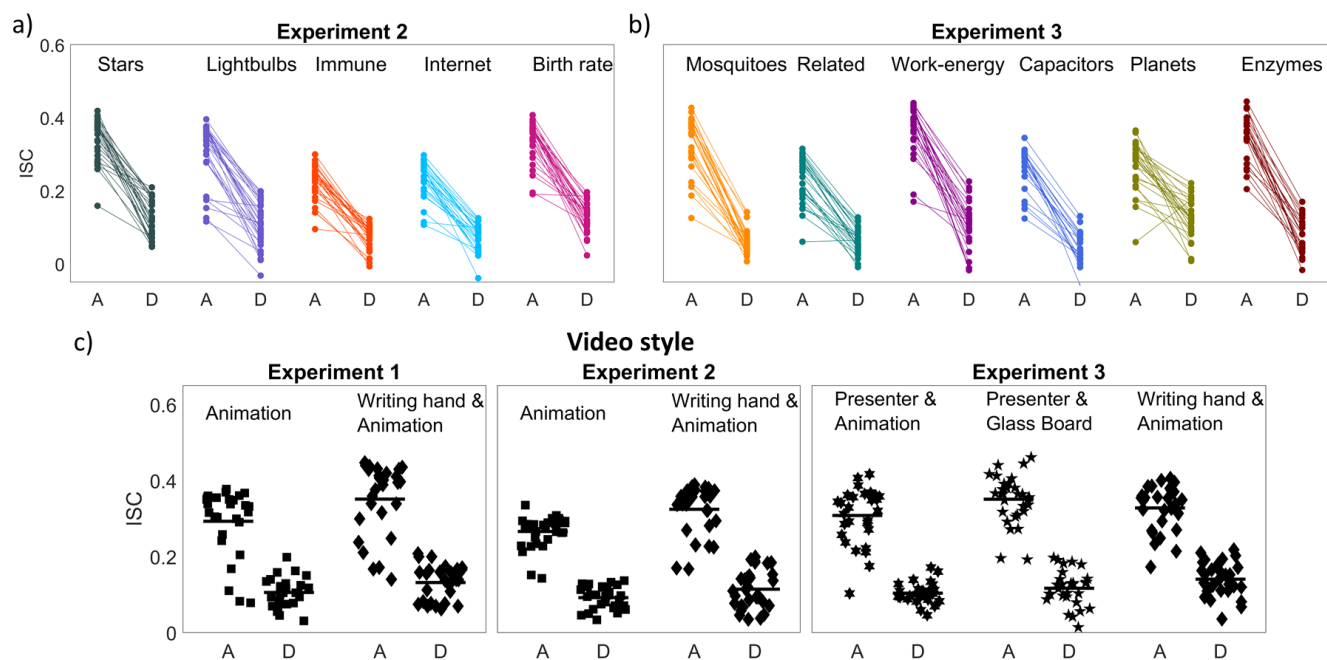 a) Experiment 2
Stars Lightbulbs Immune Internet Birth rate
ISC
0.6
0.4
0.2
0
A D A D A D A D A D
b) Experiment 3
Mosquitoes Related Work-energy Capacitors Planets Enzymes
A D A D A D A D A D A D
c) Video style
Experiment 1
Animation
Writing hand &
Animation
ISC
0.6
0.4
0.2
0
A D A D
Experiment 2
Animation
Writing hand &
Animation
A D A D
Experiment 3
Presenter &
Animation
Presenter &
Glass Board
Writing hand &
Animation
A D A D A D